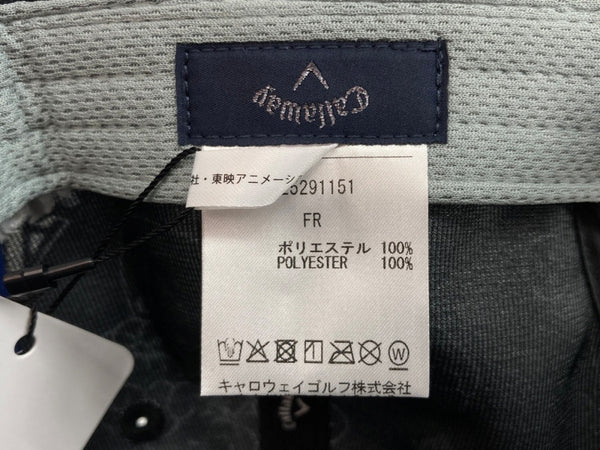 Callaway
社・東映アニメーシ
25291151
FR
ポリエステル 100%
POLYESTER 100%
キャロウェイゴルフ株式会社